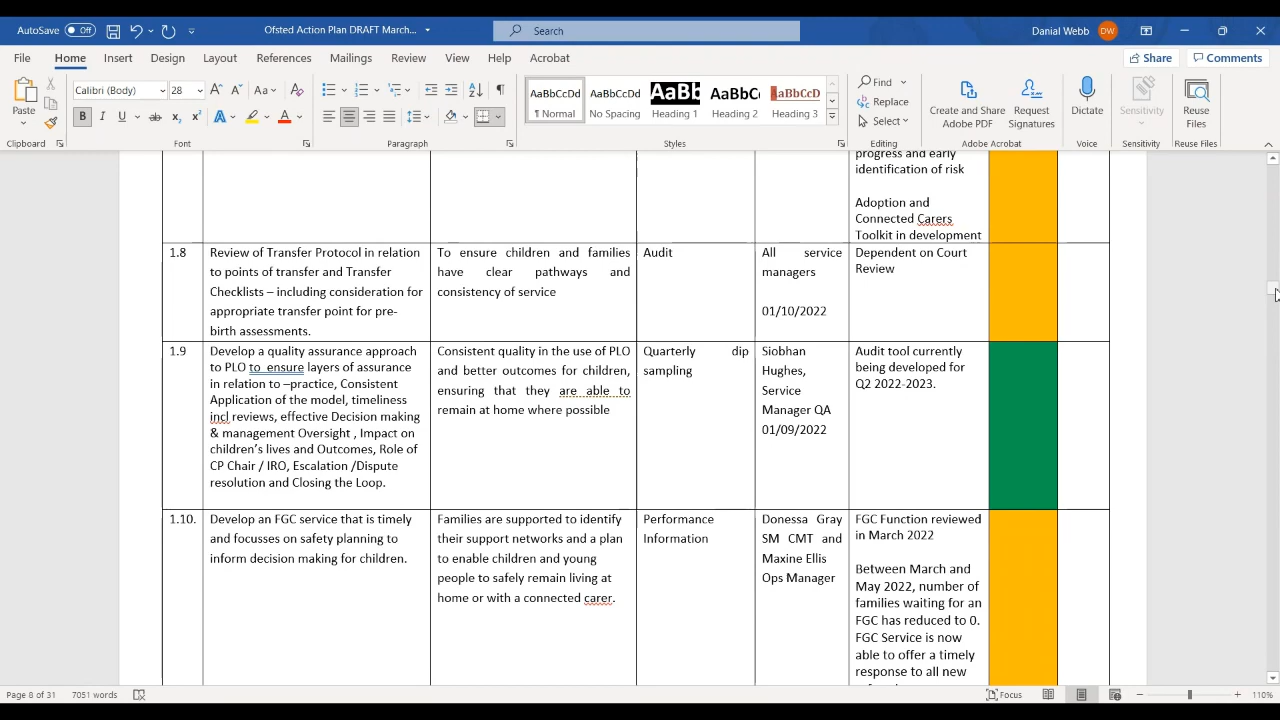 AutoSave Off
Ofsted Action Plan DRAFT March...
Search
Danial Webb DW
File Home Insert Design Layout References Mailings Review View Help Acrobat
Share Comments
Paste
Calibri (Body) 28
AaBbCcDd AaBbCcDd AaBb AaBbCc AaBbCcD
¶ Normal No Spacing Heading 1 Heading 2 Heading 3
Find
Replace
Select
Create and Share
Adobe PDF
Request
Signatures
Dictate
Sensitivity
Reuse
Files
Clipboard Font Paragraph Styles Editing Adobe Acrobat Voice Sensitivity Reuse Files
progress and early
identification of risk
Adoption and
Connected Carers
Toolkit in development
1.8
Review of Transfer Protocol in relation
to points of transfer and Transfer
Checklists – including consideration for
appropriate transfer point for pre-
birth assessments.
To ensure children and families
have clear pathways and
consistency of service
Audit
All service
managers
01/10/2022
Dependent on Court
Review
1.9
Develop a quality assurance approach
to PLO to ensure layers of assurance
in relation to –practice, Consistent
Application of the model, timeliness
incl reviews, effective Decision making
& management Oversight , Impact on
children's lives and Outcomes, Role of
CP Chair / IRO, Escalation /Dispute
resolution and Closing the Loop.
Consistent quality in the use of PLO
and better outcomes for children,
ensuring that they are able to
remain at home where possible
Quarterly dip
sampling
Siobhan
Hughes,
Service
Manager QA
01/09/2022
Audit tool currently
being developed for
Q2 2022-2023.
1.10.
Develop an FGC service that is timely
and focusses on safety planning to
inform decision making for children.
Families are supported to identify
their support networks and a plan
to enable children and young
people to safely remain living at
home or with a connected carer.
Performance
Information
Donessa Gray
SM CMT and
Maxine Ellis
Ops Manager
FGC Function reviewed
in March 2022
Between March and
May 2022, number of
families waiting for an
FGC has reduced to 0.
FGC Service is now
able to offer a timely
response to all new
Page 8 of 31 7051 words
Focus
110%